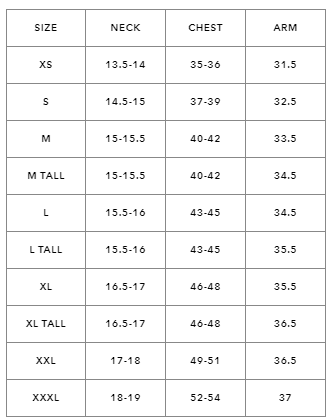 SIZE NECK CHEST ARM
XS 13.5-14 35-36 31.5
S 14.5-15 37-39 32.5
M 15-15.5 40-42 33.5
M TALL 15-15.5 40-42 34.5
L 15.5-16 43-45 34.5
L TALL 15.5-16 43-45 35.5
XL 16.5-17 46-48 35.5
XL TALL 16.5-17 46-48 36.5
XXL 17-18 49-51 36.5
XXXL 18-19 52-54 37